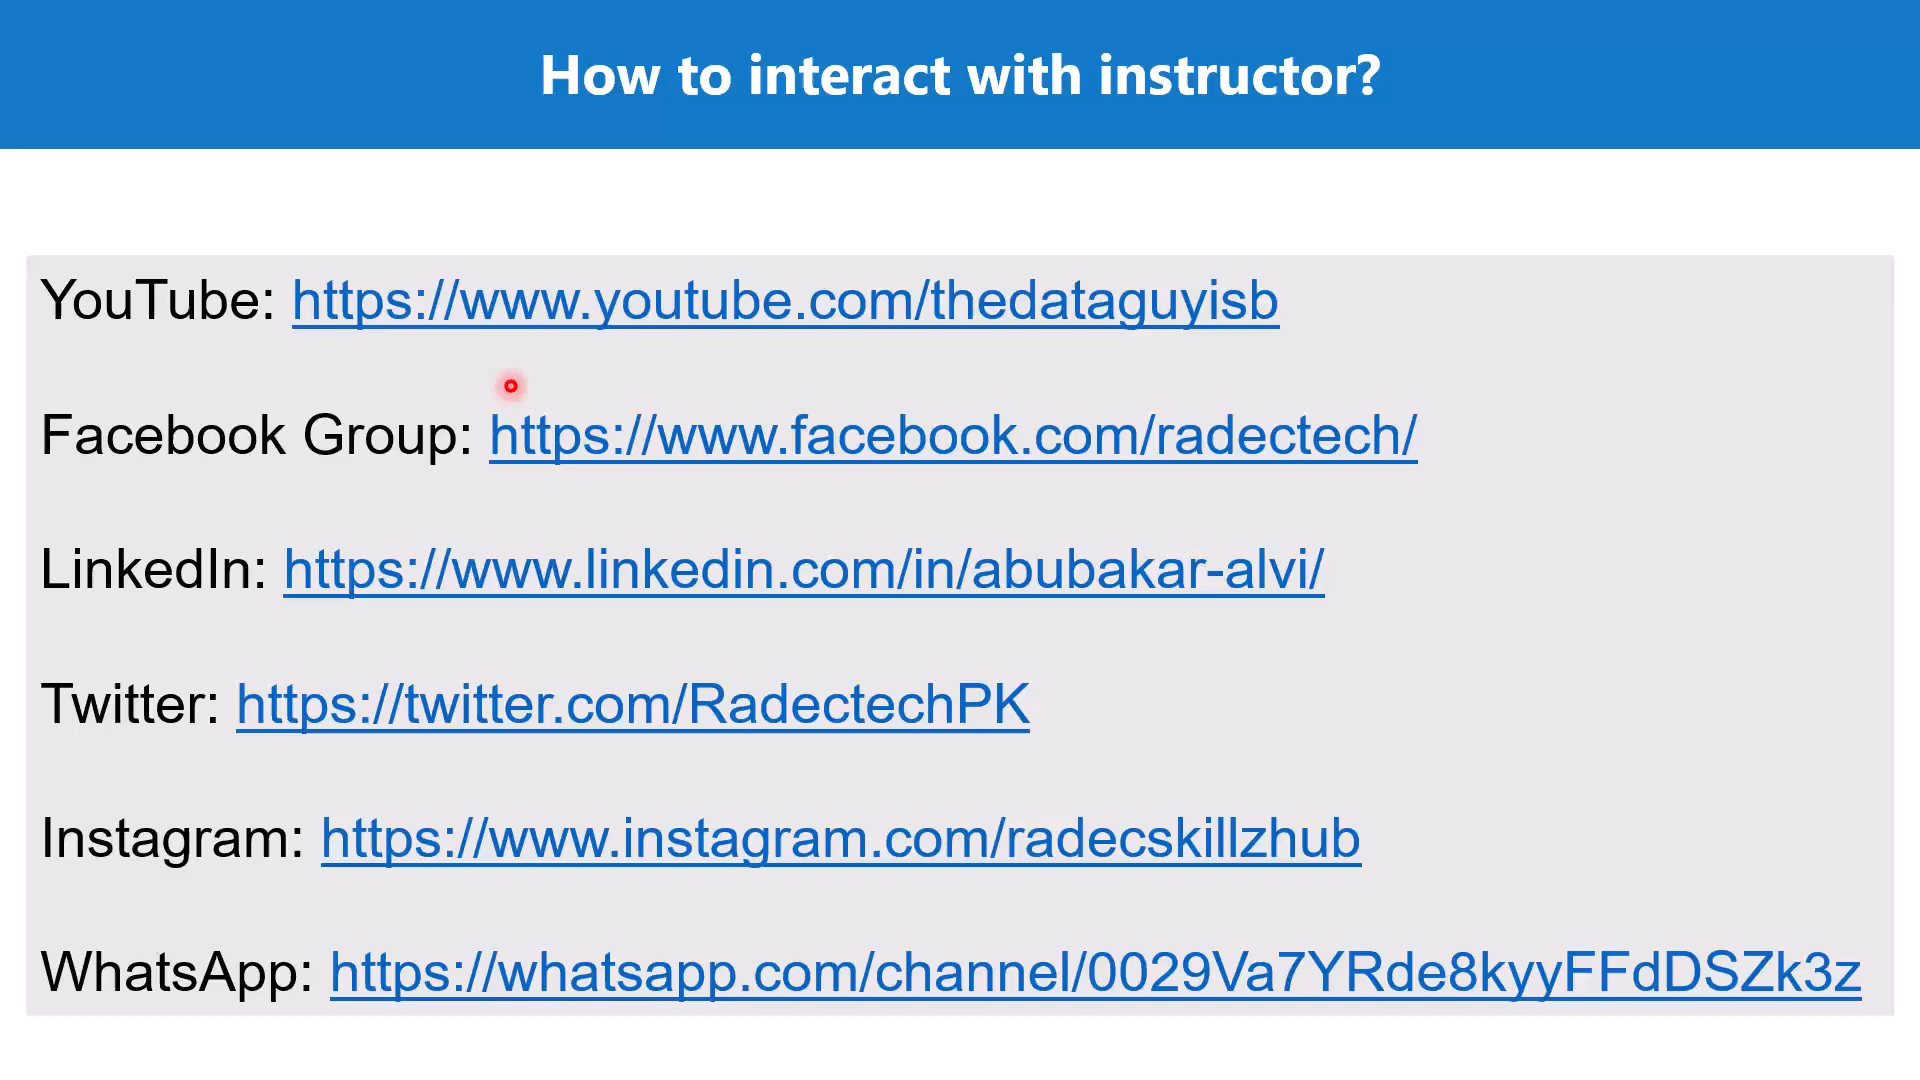 How to interact with instructor?
YouTube: https://www.youtube.com/thedataguyisb
Facebook Group: https://www.facebook.com/radectech/
LinkedIn: https://www.linkedin.com/in/abubakar-alvi/
Twitter: https://twitter.com/RadectechPK
Instagram: https://www.instagram.com/radecskillzhub
WhatsApp: https://whatsapp.com/channel/0029Va7YRde8kyyFFdDSZk3z